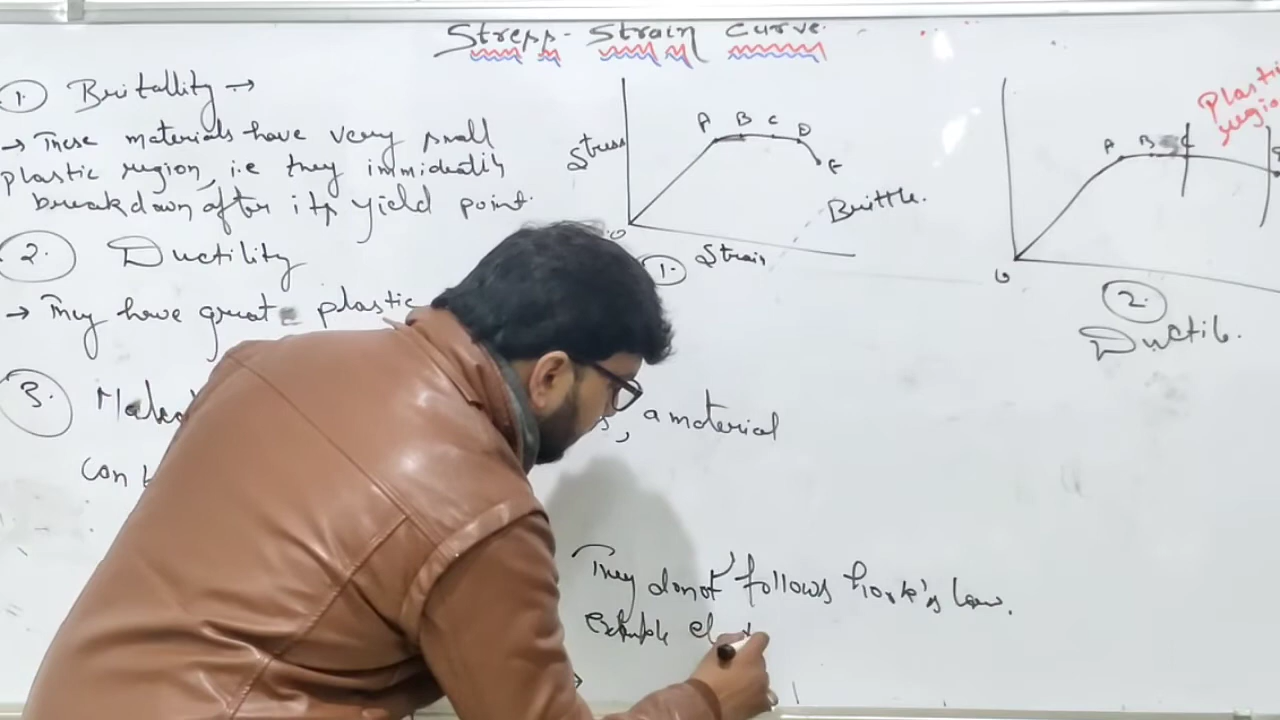 Stress-Strain Curve.
1. Brittallity →
→ These materials have very small
plastic region, i.e they immidiatly
breakdown after its yield point.
2. Ductility
→ They have great plastic
3.
, a material
can
Stress
A B C D E
O
Strain
1.
Brittle.
Plastic
region
A B C
O
2.
Ductile.
They donot follows hook's law.
Example